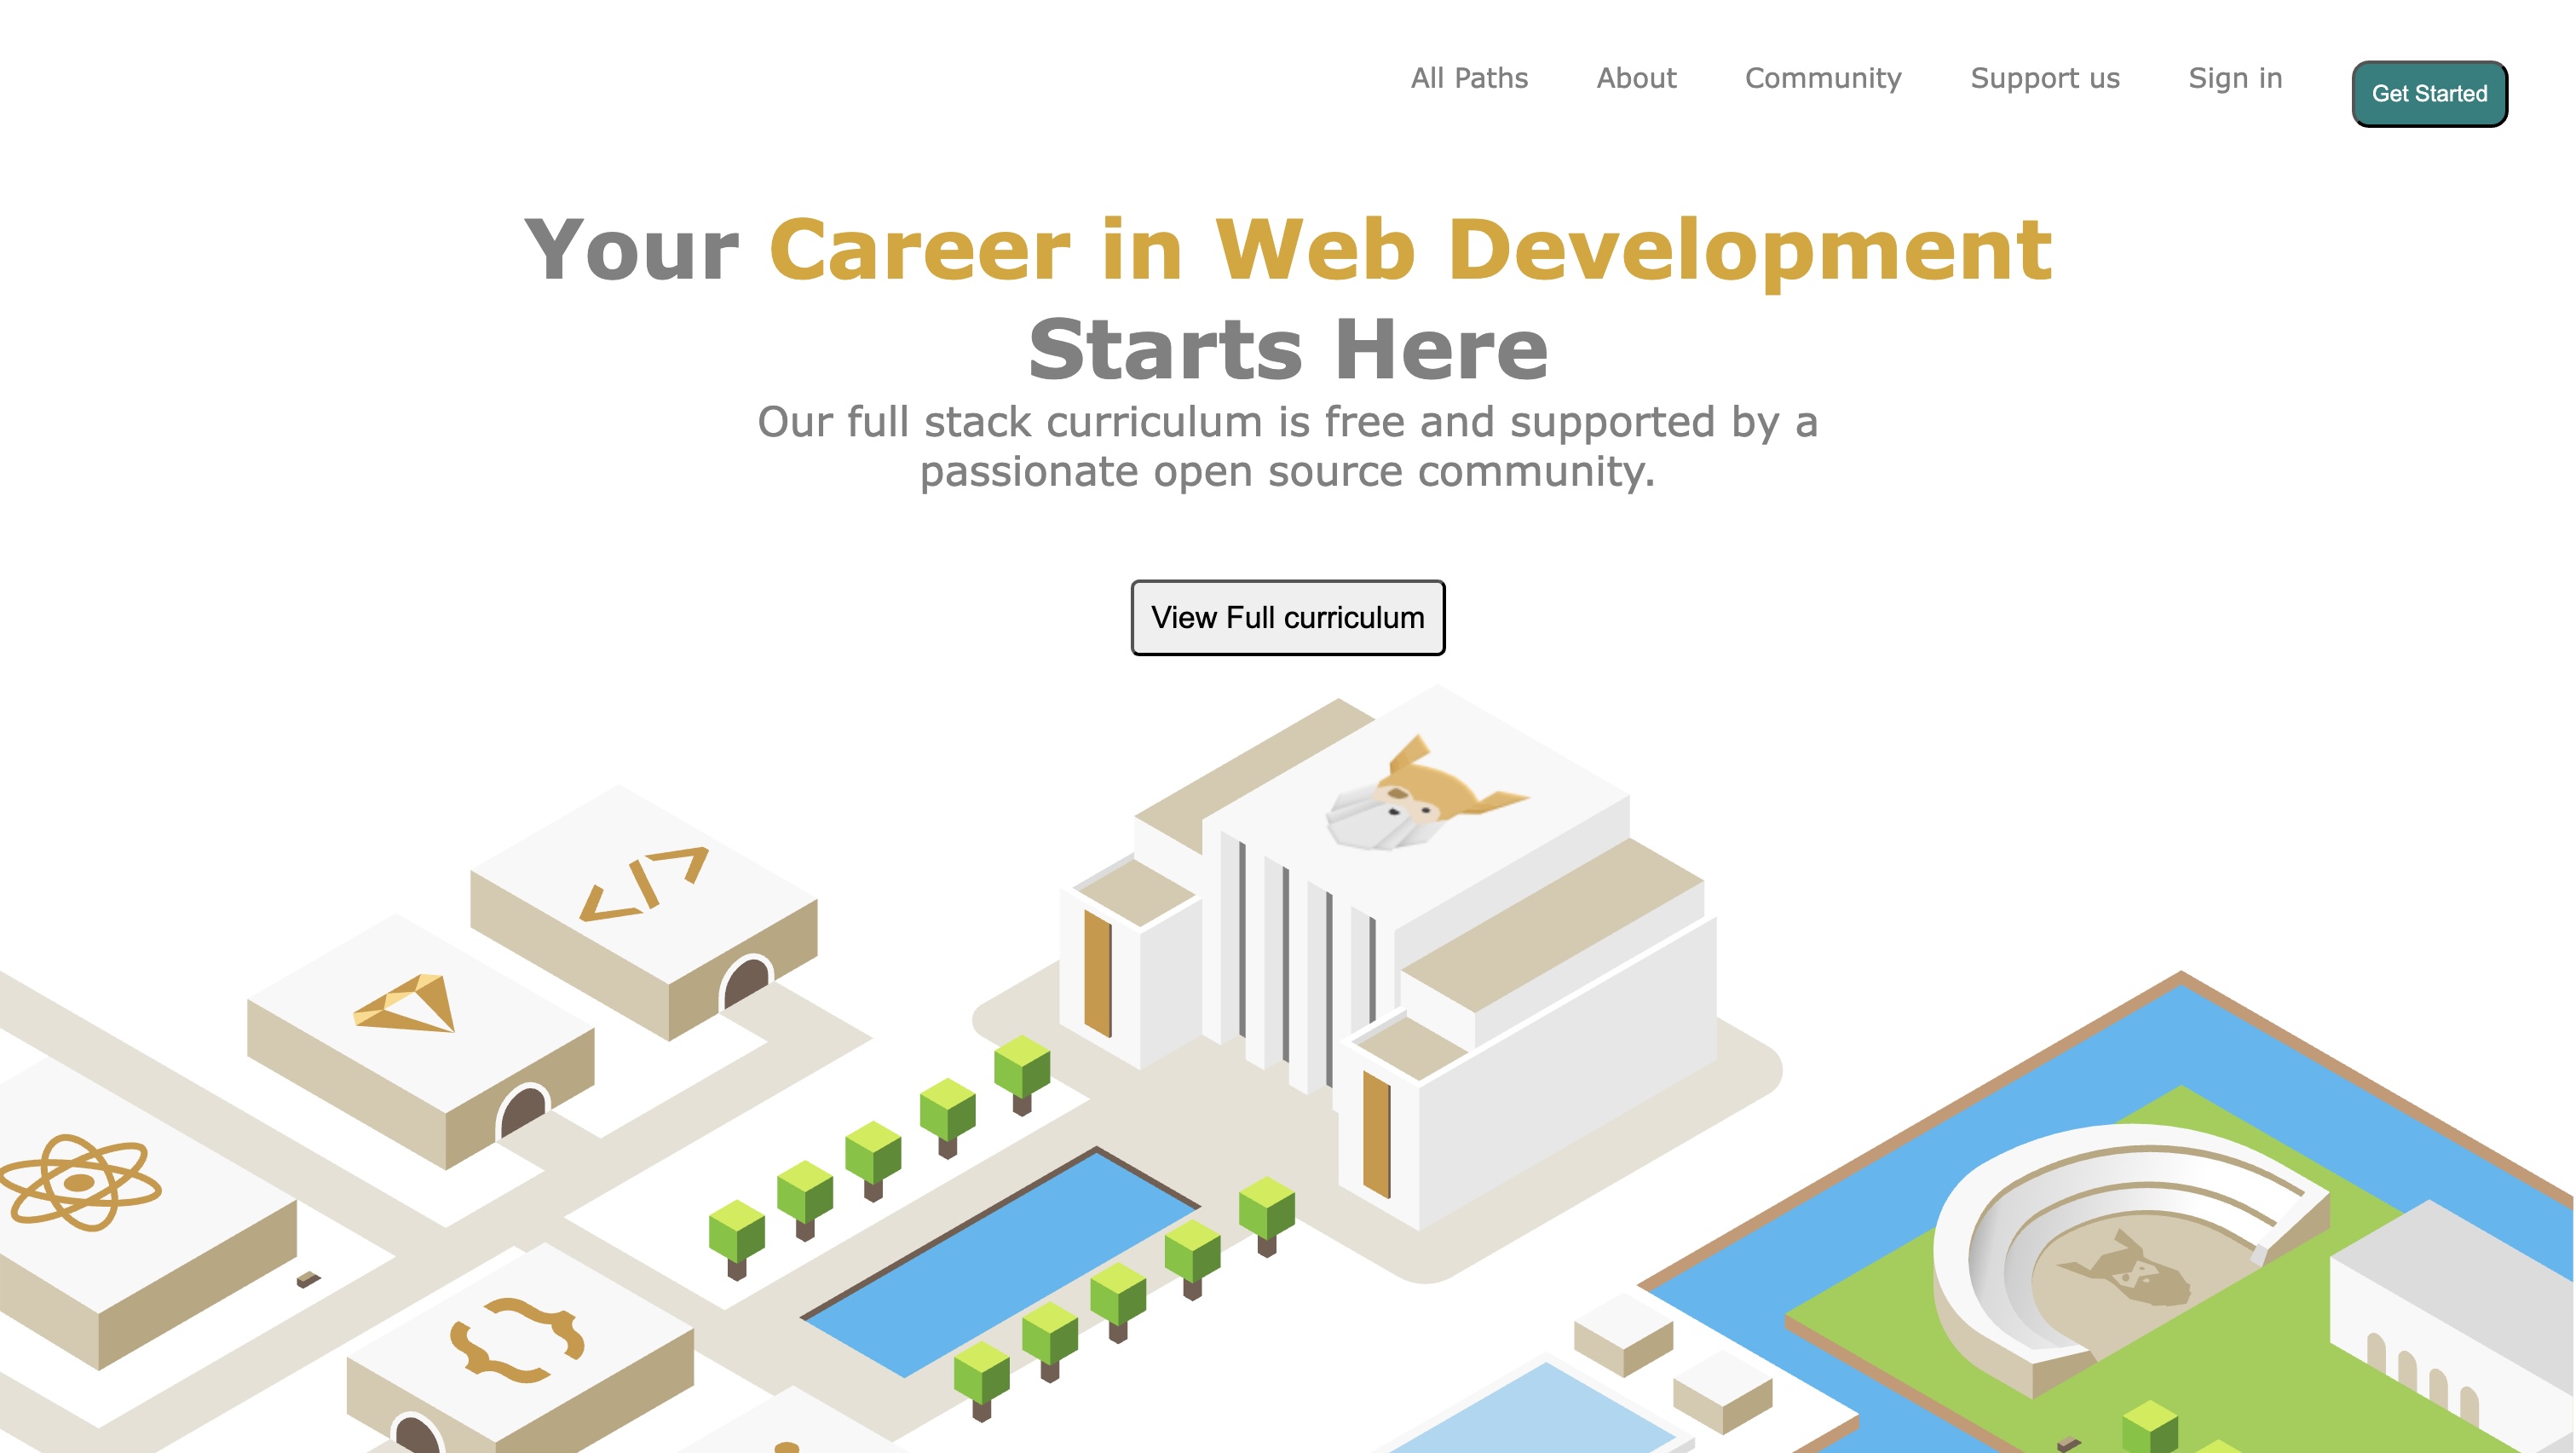 All Paths About Community Support us Sign in Get Started
Your Career in Web Development
Starts Here
Our full stack curriculum is free and supported by a
passionate open source community.
View Full curriculum
</>
{}